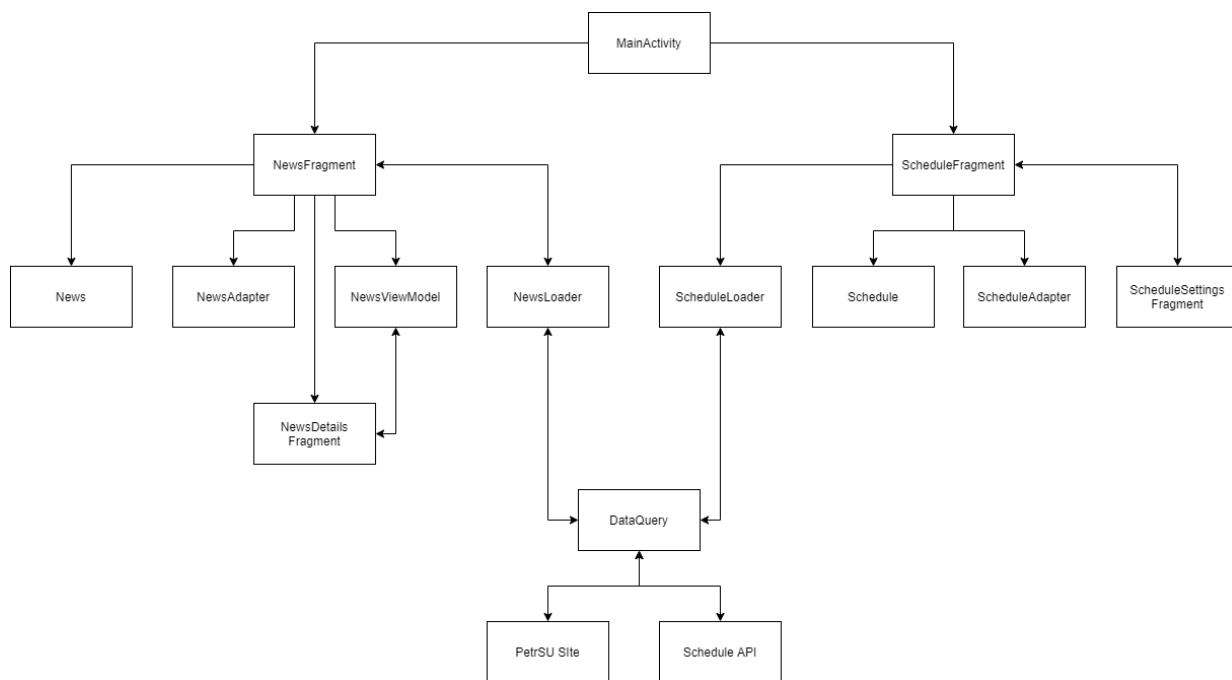 MainActivity
NewsFragment
ScheduleFragment
News
NewsAdapter
NewsViewModel
NewsLoader
ScheduleLoader
Schedule
ScheduleAdapter
ScheduleSettings
Fragment
NewsDetails
Fragment
DataQuery
PetrSU SIte
Schedule API